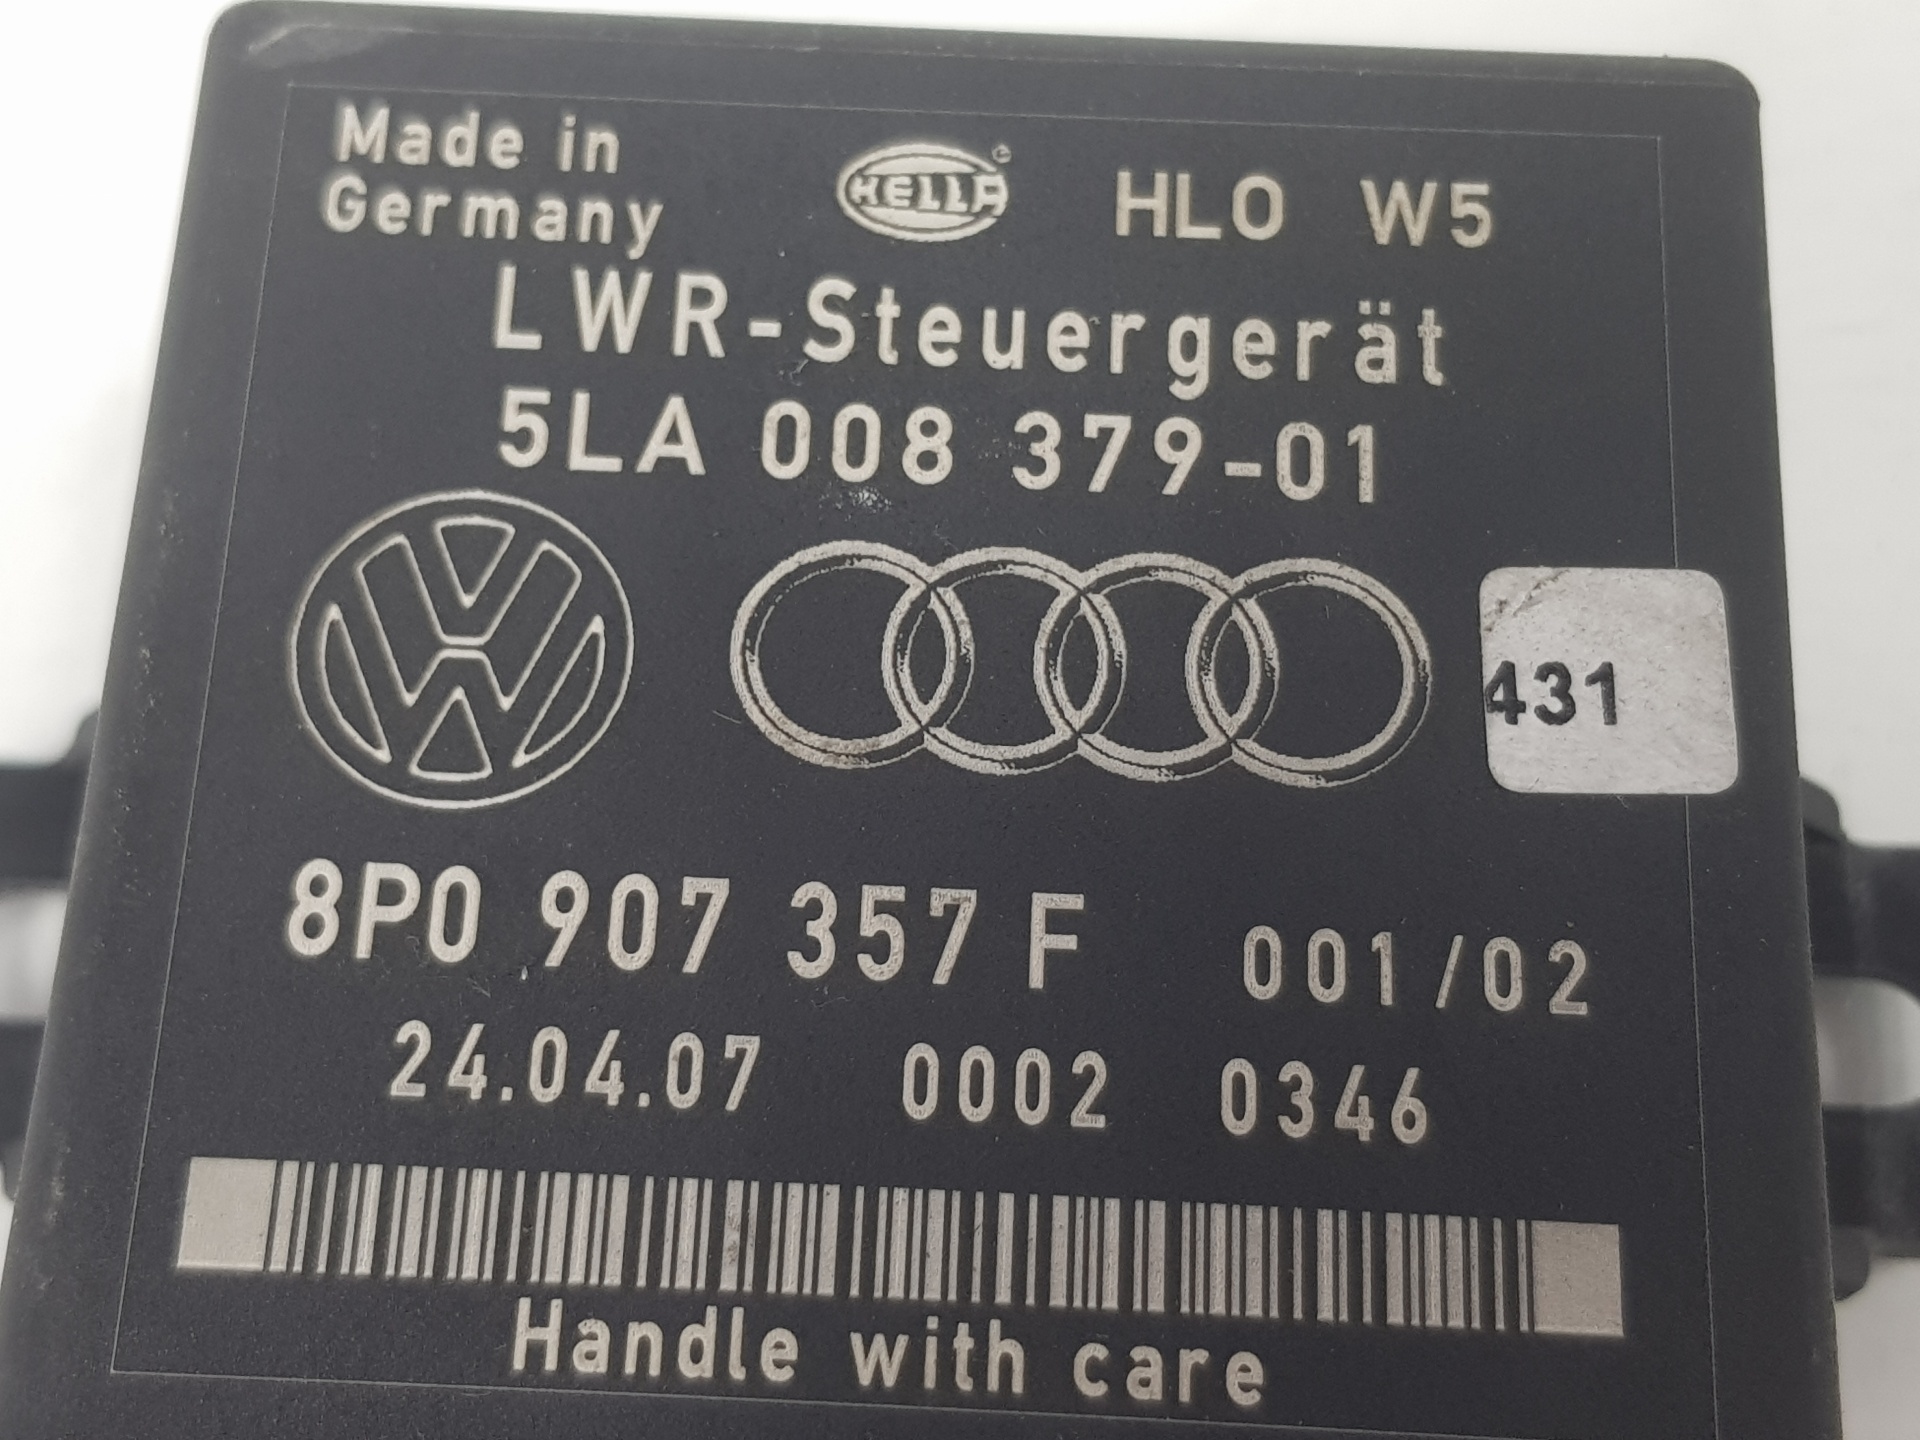 Made in
Germany
HELLA
HLO W5
LWR-Steuergerät
5LA 008 379-01
431
8P0 907 357 F 001/02
24.04.07 0002 0346
Handle with care